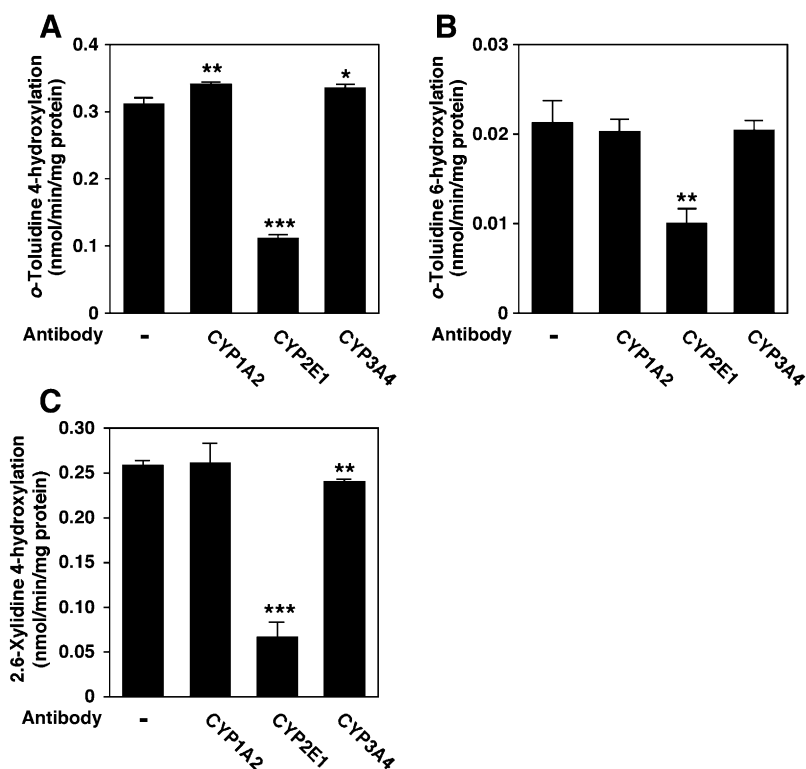 A
o-Toluidine 4-hydroxylation
(nmol/min/mg protein)
0.4
0.3
0.2
0.1
0
**
***
*
Antibody
-
CYP1A2
CYP2E1
CYP3A4
B
o-Toluidine 6-hydroxylation
(nmol/min/mg protein)
0.03
0.02
0.01
0
**
Antibody
-
CYP1A2
CYP2E1
CYP3A4
C
2.6-Xylidine 4-hydroxylation
(nmol/min/mg protein)
0.30
0.25
0.20
0.15
0.10
0.05
0
***
**
Antibody
-
CYP1A2
CYP2E1
CYP3A4